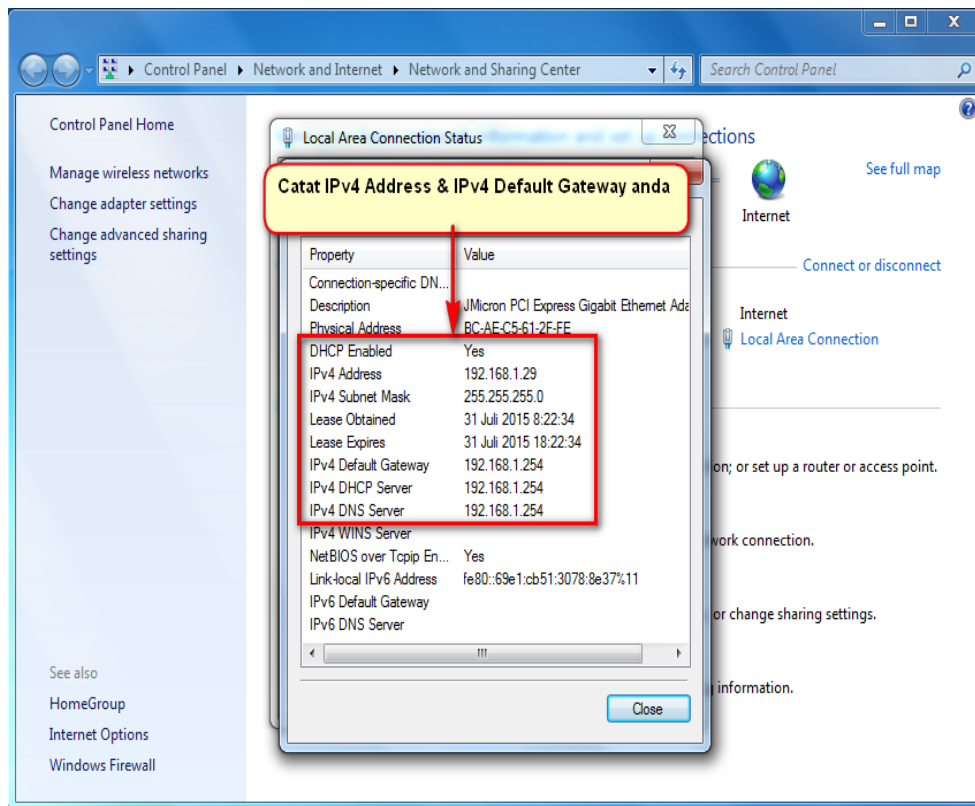 Control Panel
Network and Internet
Network and Sharing Center
Search Control Panel
Control Panel Home
Manage wireless networks
Change adapter settings
Change advanced sharing
settings
See also
HomeGroup
Internet Options
Windows Firewall
Local Area Connection Status
Catat IPv4 Address & IPv4 Default Gateway anda
Property Value
Connection-specific DN...
Description JMicron PCI Express Gigabit Ethernet Ada
Physical Address BC-AE-C5-61-2F-FE
DHCP Enabled Yes
IPv4 Address 192.168.1.29
IPv4 Subnet Mask 255.255.255.0
Lease Obtained 31 Juli 2015 8:22:34
Lease Expires 31 Juli 2015 18:22:34
IPv4 Default Gateway 192.168.1.254
IPv4 DHCP Server 192.168.1.254
IPv4 DNS Server 192.168.1.254
IPv4 WINS Server
NetBIOS over Tcpip En... Yes
Link-local IPv6 Address fe80::69e1:cb51:3078:8e37%11
IPv6 Default Gateway
IPv6 DNS Server
Close
ections
See full map
Internet
Connect or disconnect
Internet
Local Area Connection
on; or set up a router or access point.
work connection.
or change sharing settings.
information.